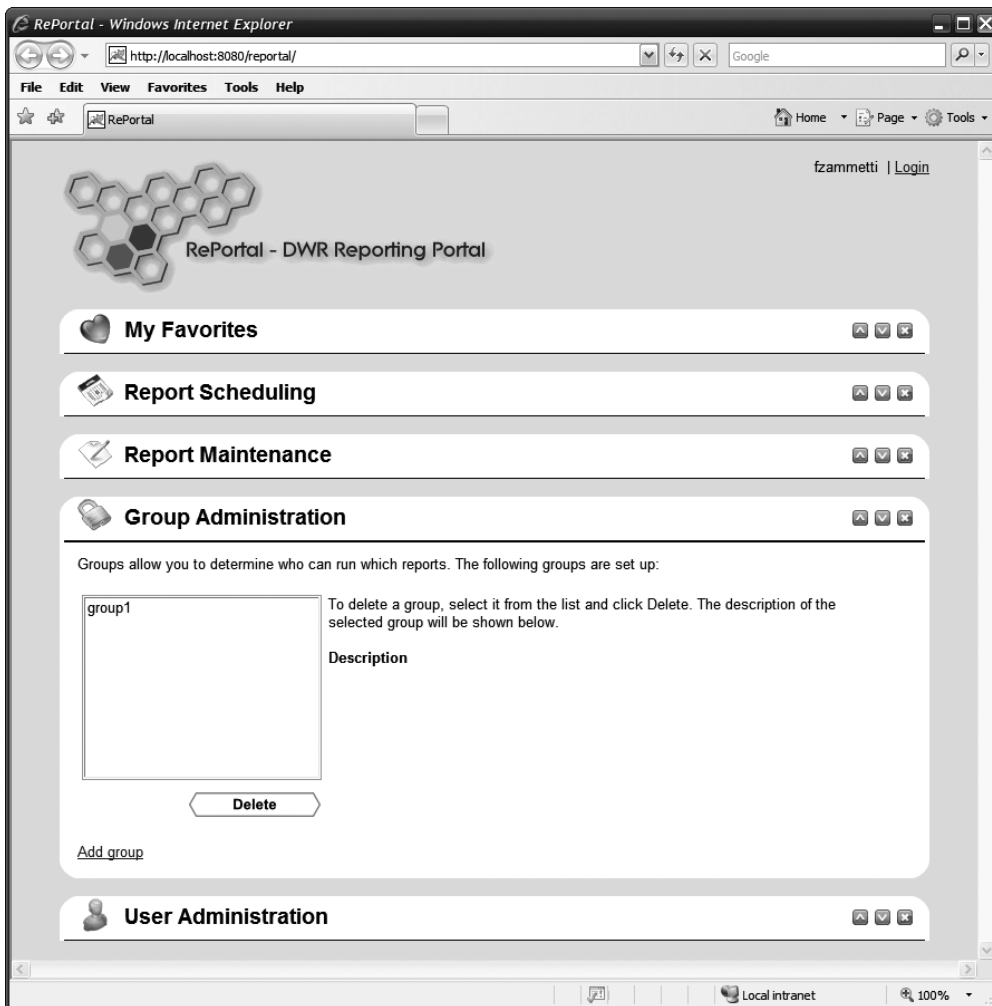 RePortal - Windows Internet Explorer
http://localhost:8080/reportal/
Google
File Edit View Favorites Tools Help
RePortal
Home Page Tools
fzammetti | Login
RePortal - DWR Reporting Portal
My Favorites
Report Scheduling
Report Maintenance
Group Administration
Groups allow you to determine who can run which reports. The following groups are set up:
group1
To delete a group, select it from the list and click Delete. The description of the
selected group will be shown below.
Description
Delete
Add group
User Administration
Local intranet
100%